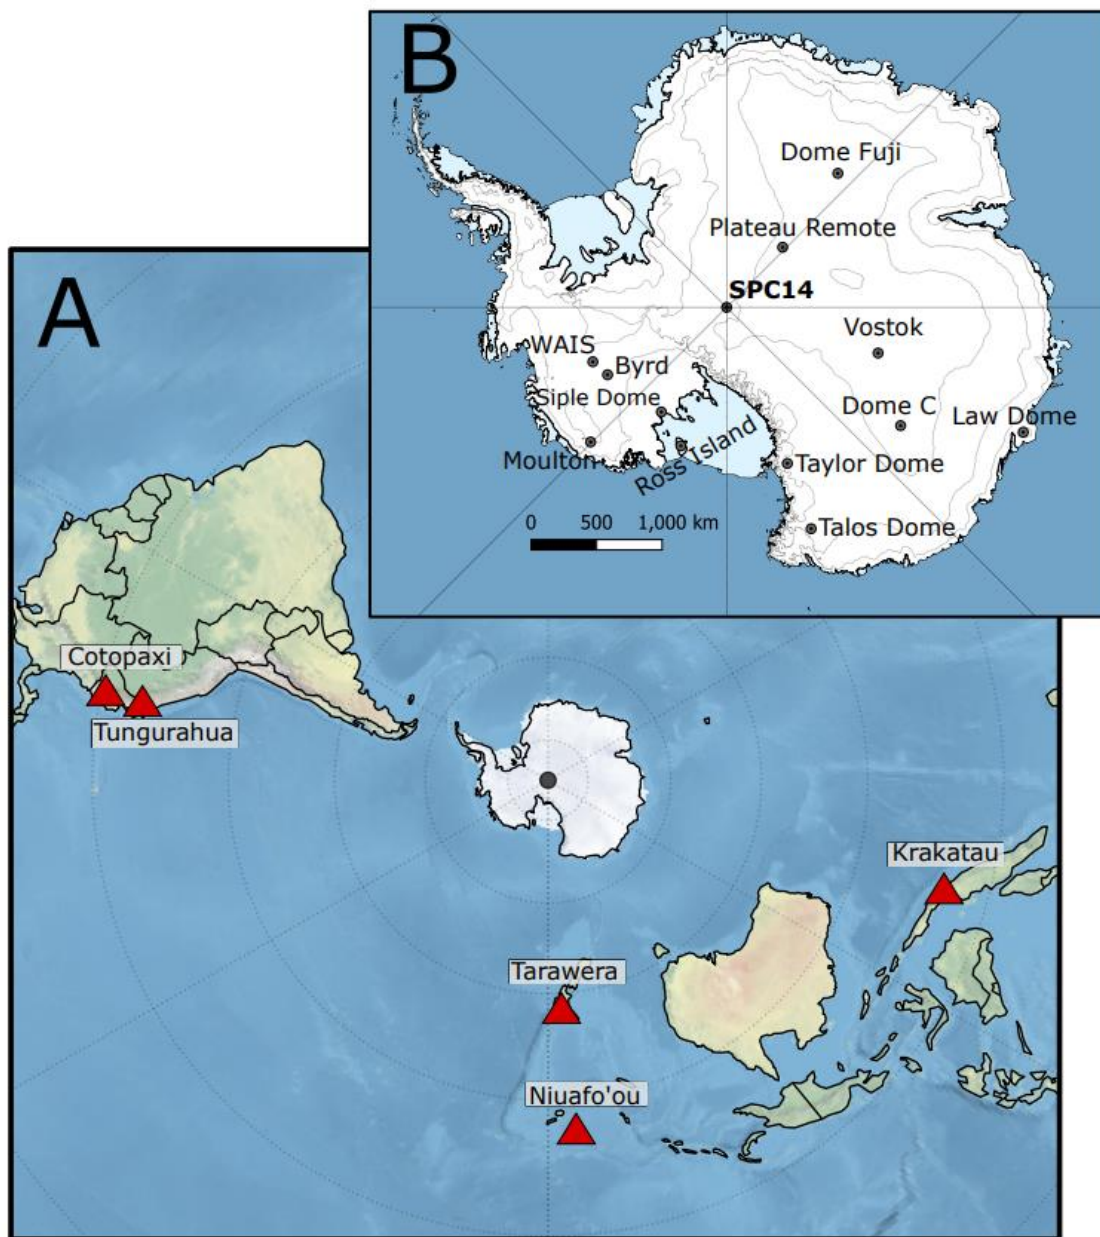 B
Dome Fuji
Plateau Remote
SPC14
Vostok
WAIS
Byrd
Siple Dome
Dome C
Law Dome
Moulton
Ross Island
Taylor Dome
0 500 1,000 km
Talos Dome
A
Cotopaxi
Tungurahua
Krakatau
Tarawera
Niuafo'ou